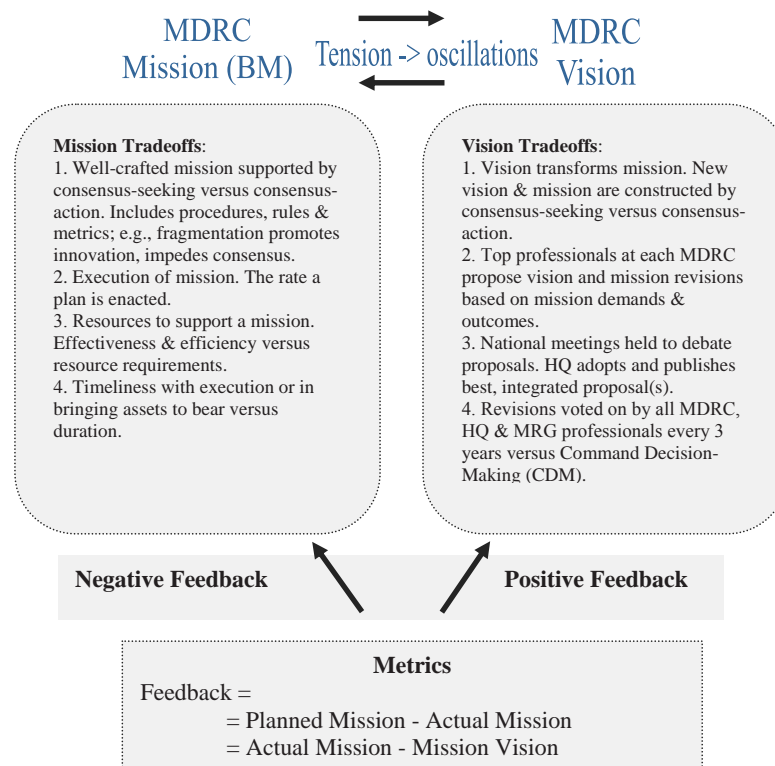 MDRC
Mission (BM)
Tension -> oscillations
MDRC
Vision
Mission Tradeoffs:
1. Well-crafted mission supported by
consensus-seeking versus consensus-
action. Includes procedures, rules &
metrics; e.g., fragmentation promotes
innovation, impedes consensus.
2. Execution of mission. The rate a
plan is enacted.
3. Resources to support a mission.
Effectiveness & efficiency versus
resource requirements.
4. Timeliness with execution or in
bringing assets to bear versus
duration.
Vision Tradeoffs:
1. Vision transforms mission. New
vision & mission are constructed by
consensus-seeking versus consensus-
action.
2. Top professionals at each MDRC
propose vision and mission revisions
based on mission demands &
outcomes.
3. National meetings held to debate
proposals. HQ adopts and publishes
best, integrated proposal(s).
4. Revisions voted on by all MDRC,
HQ & MRG professionals every 3
years versus Command Decision-
Making (CDM).
Negative Feedback
Positive Feedback
Metrics
Feedback =
= Planned Mission - Actual Mission
= Actual Mission - Mission Vision